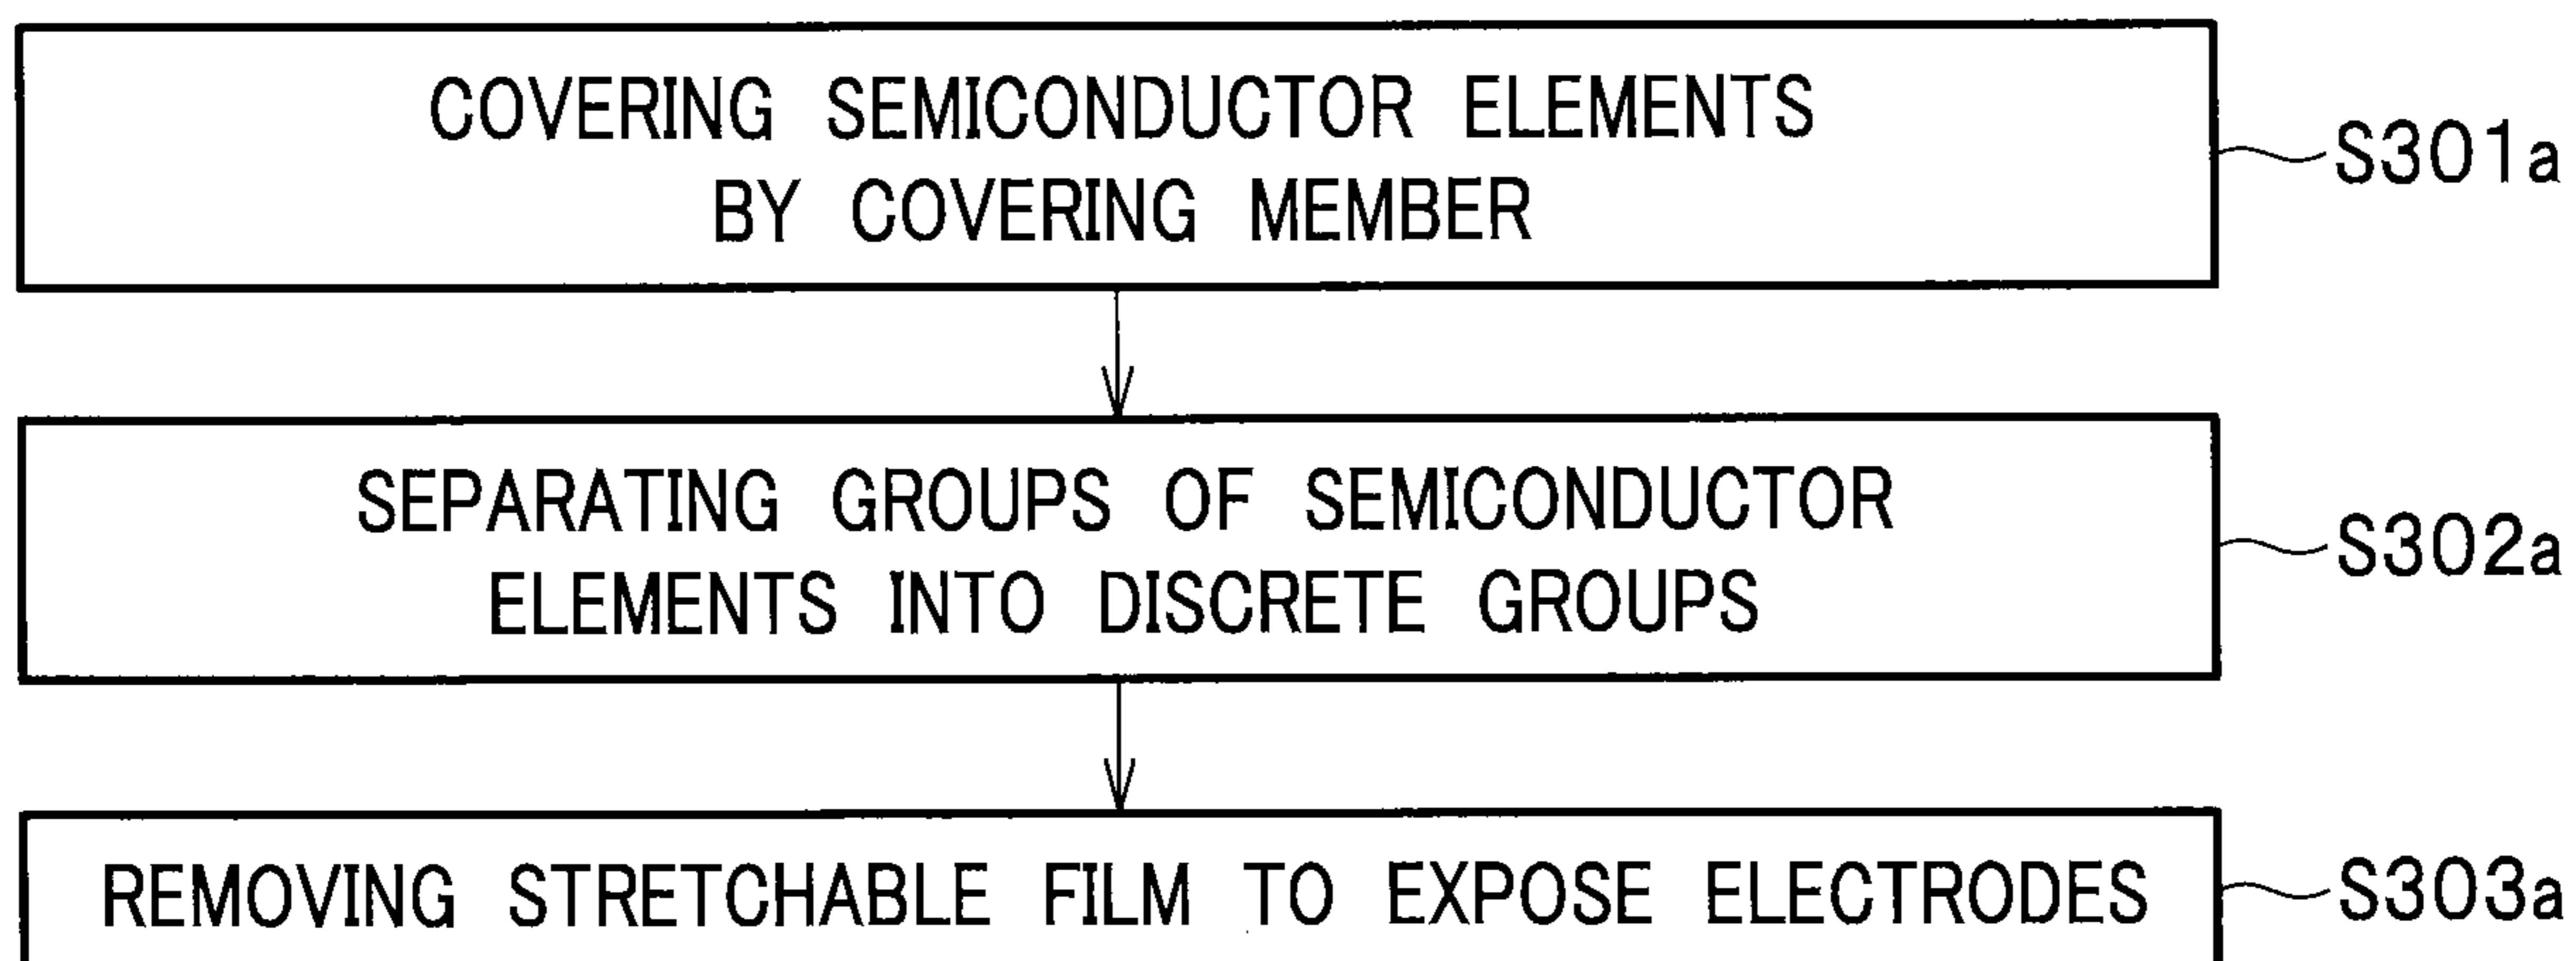 COVERING SEMICONDUCTOR ELEMENTS
BY COVERING MEMBER
S301a
SEPARATING GROUPS OF SEMICONDUCTOR
ELEMENTS INTO DISCRETE GROUPS
S302a
REMOVING STRETCHABLE FILM TO EXPOSE ELECTRODES
S303a